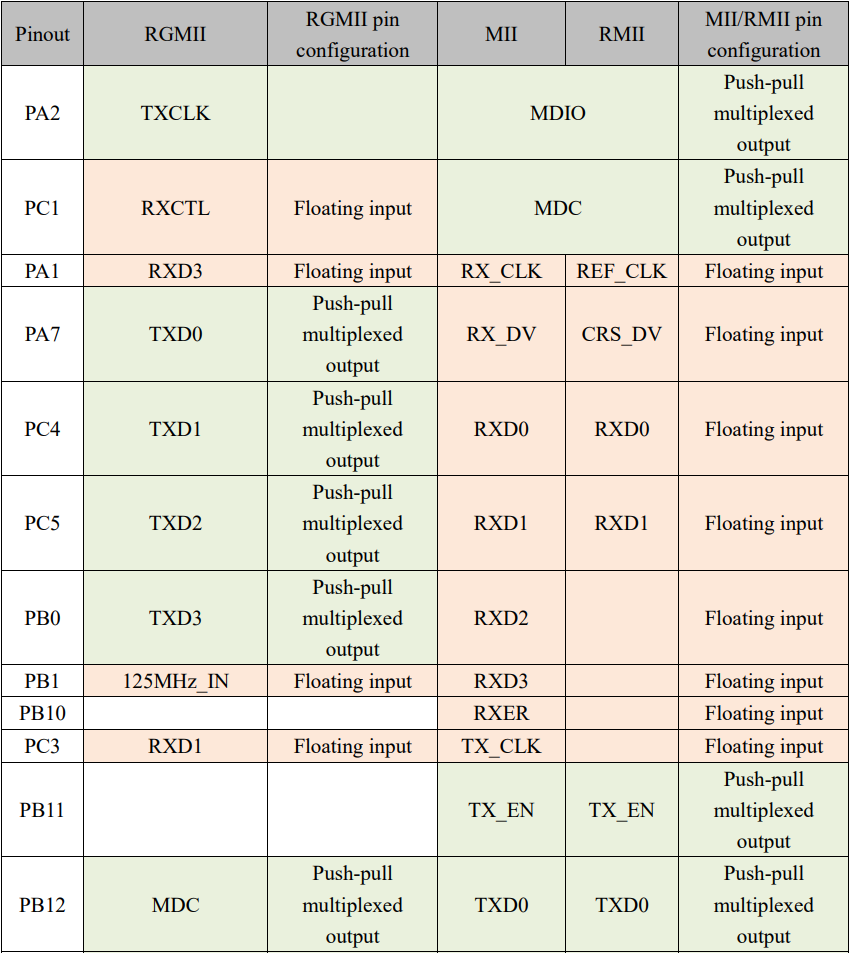 Pinout RGMII RGMII pin configuration MII RMII MII/RMII pin configuration
PA2 TXCLK MDIO Push-pull multiplexed output
PC1 RXCTL Floating input MDC Push-pull multiplexed output
PA1 RXD3 Floating input RX_CLK REF_CLK Floating input
PA7 TXD0 Push-pull multiplexed output RX_DV CRS_DV Floating input
PC4 TXD1 Push-pull multiplexed output RXD0 RXD0 Floating input
PC5 TXD2 Push-pull multiplexed output RXD1 RXD1 Floating input
PB0 TXD3 Push-pull multiplexed output RXD2 Floating input
PB1 125MHz_IN Floating input RXD3 Floating input
PB10 RXER Floating input
PC3 RXD1 Floating input TX_CLK Floating input
PB11 TX_EN TX_EN Push-pull multiplexed output
PB12 MDC Push-pull multiplexed output TXD0 TXD0 Push-pull multiplexed output